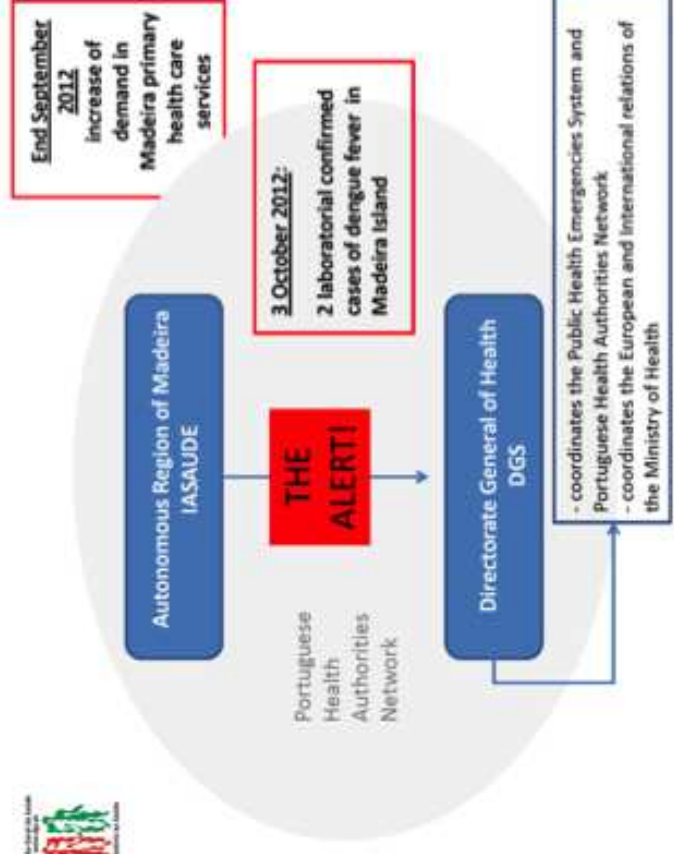 End September
2012
increase of
demand in
Madeira primary
health care
services
Autonomous Region of Madeira
IASAUDE
3 October 2012:
2 laboratorial confirmed
cases of dengue fever in
Madeira Island
THE
ALERT!
Portuguese
Health
Authorities
Network
Directorate General of Health
DGS
- coordinates the Public Health Emergencies System and
Portuguese Health Authorities Network
- coordinates the European and International relations of
the Ministry of Health